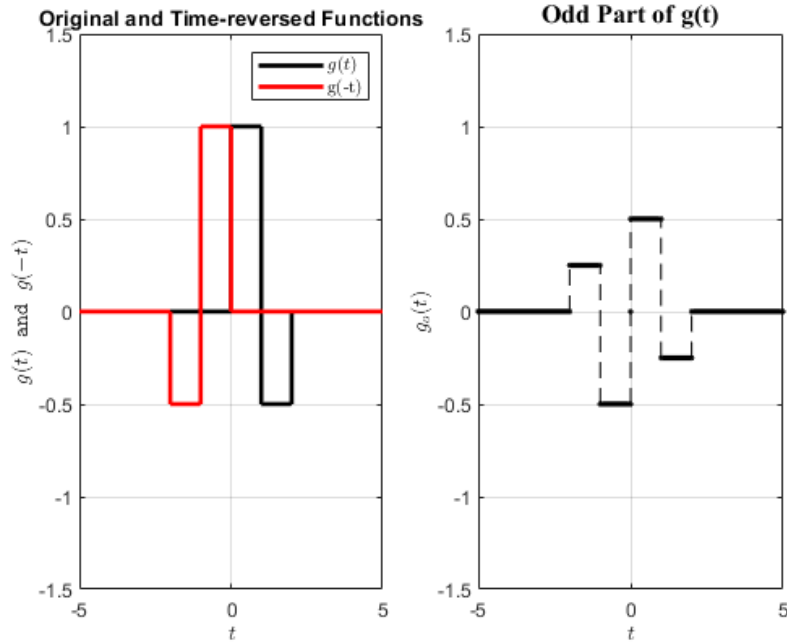 Original and Time-reversed Functions
1.5
1
0.5
0
-0.5
-1
-1.5
-5
0
5
t
g(t) and g(−t)
g(t)
g(-t)
Odd Part of g(t)
1.5
1
0.5
0
-0.5
-1
-1.5
-5
0
5
t
gₒ(t)